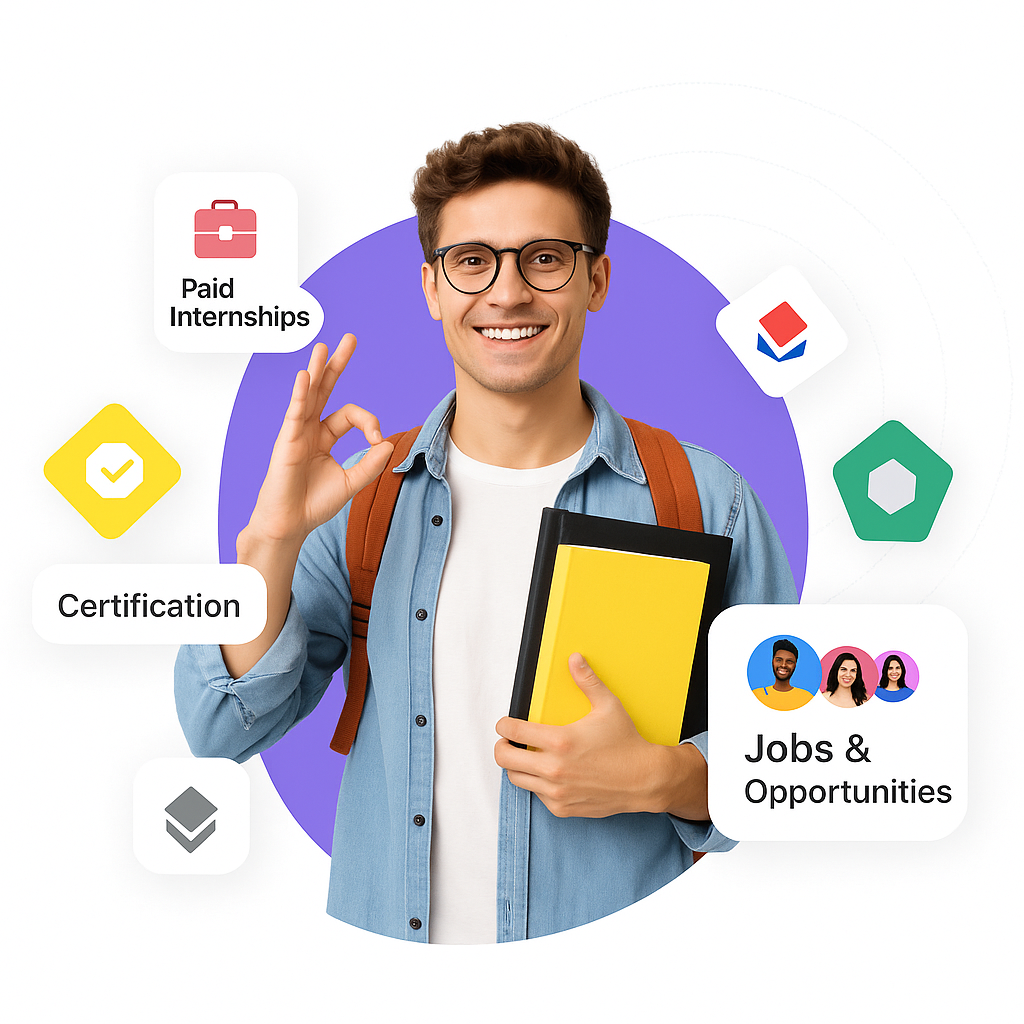 Paid
Internships
Certification
Jobs &
Opportunities